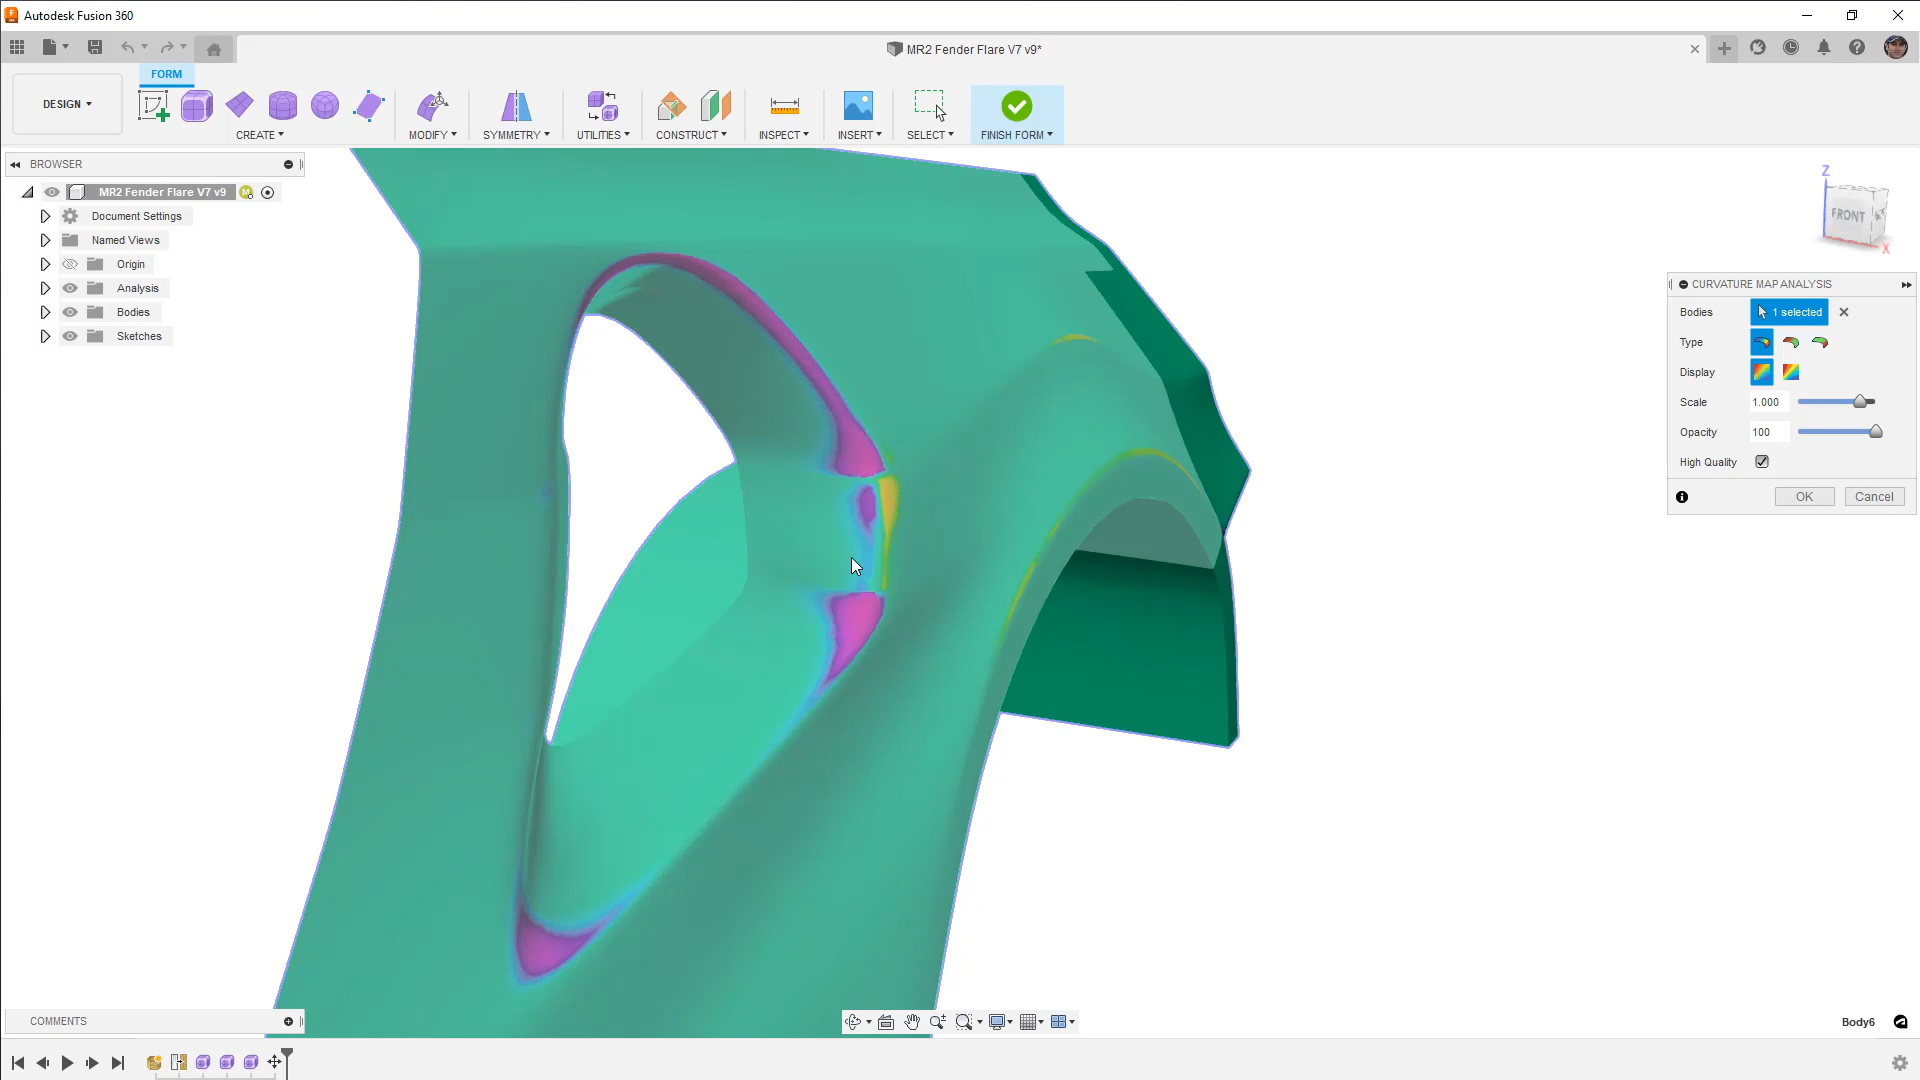 Autodesk Fusion 360
MR2 Fender Flare V7 v9*
FORM
DESIGN
CREATE
MODIFY
SYMMETRY
UTILITIES
CONSTRUCT
INSPECT
INSERT
SELECT
FINISH FORM
BROWSER
MR2 Fender Flare V7 v9
Document Settings
Named Views
Origin
Analysis
Bodies
Sketches
Z
FRONT
X
CURVATURE MAP ANALYSIS
Bodies 1 selected
Type
Display
Scale 1.000
Opacity 100
High Quality
OK Cancel
COMMENTS
Body6